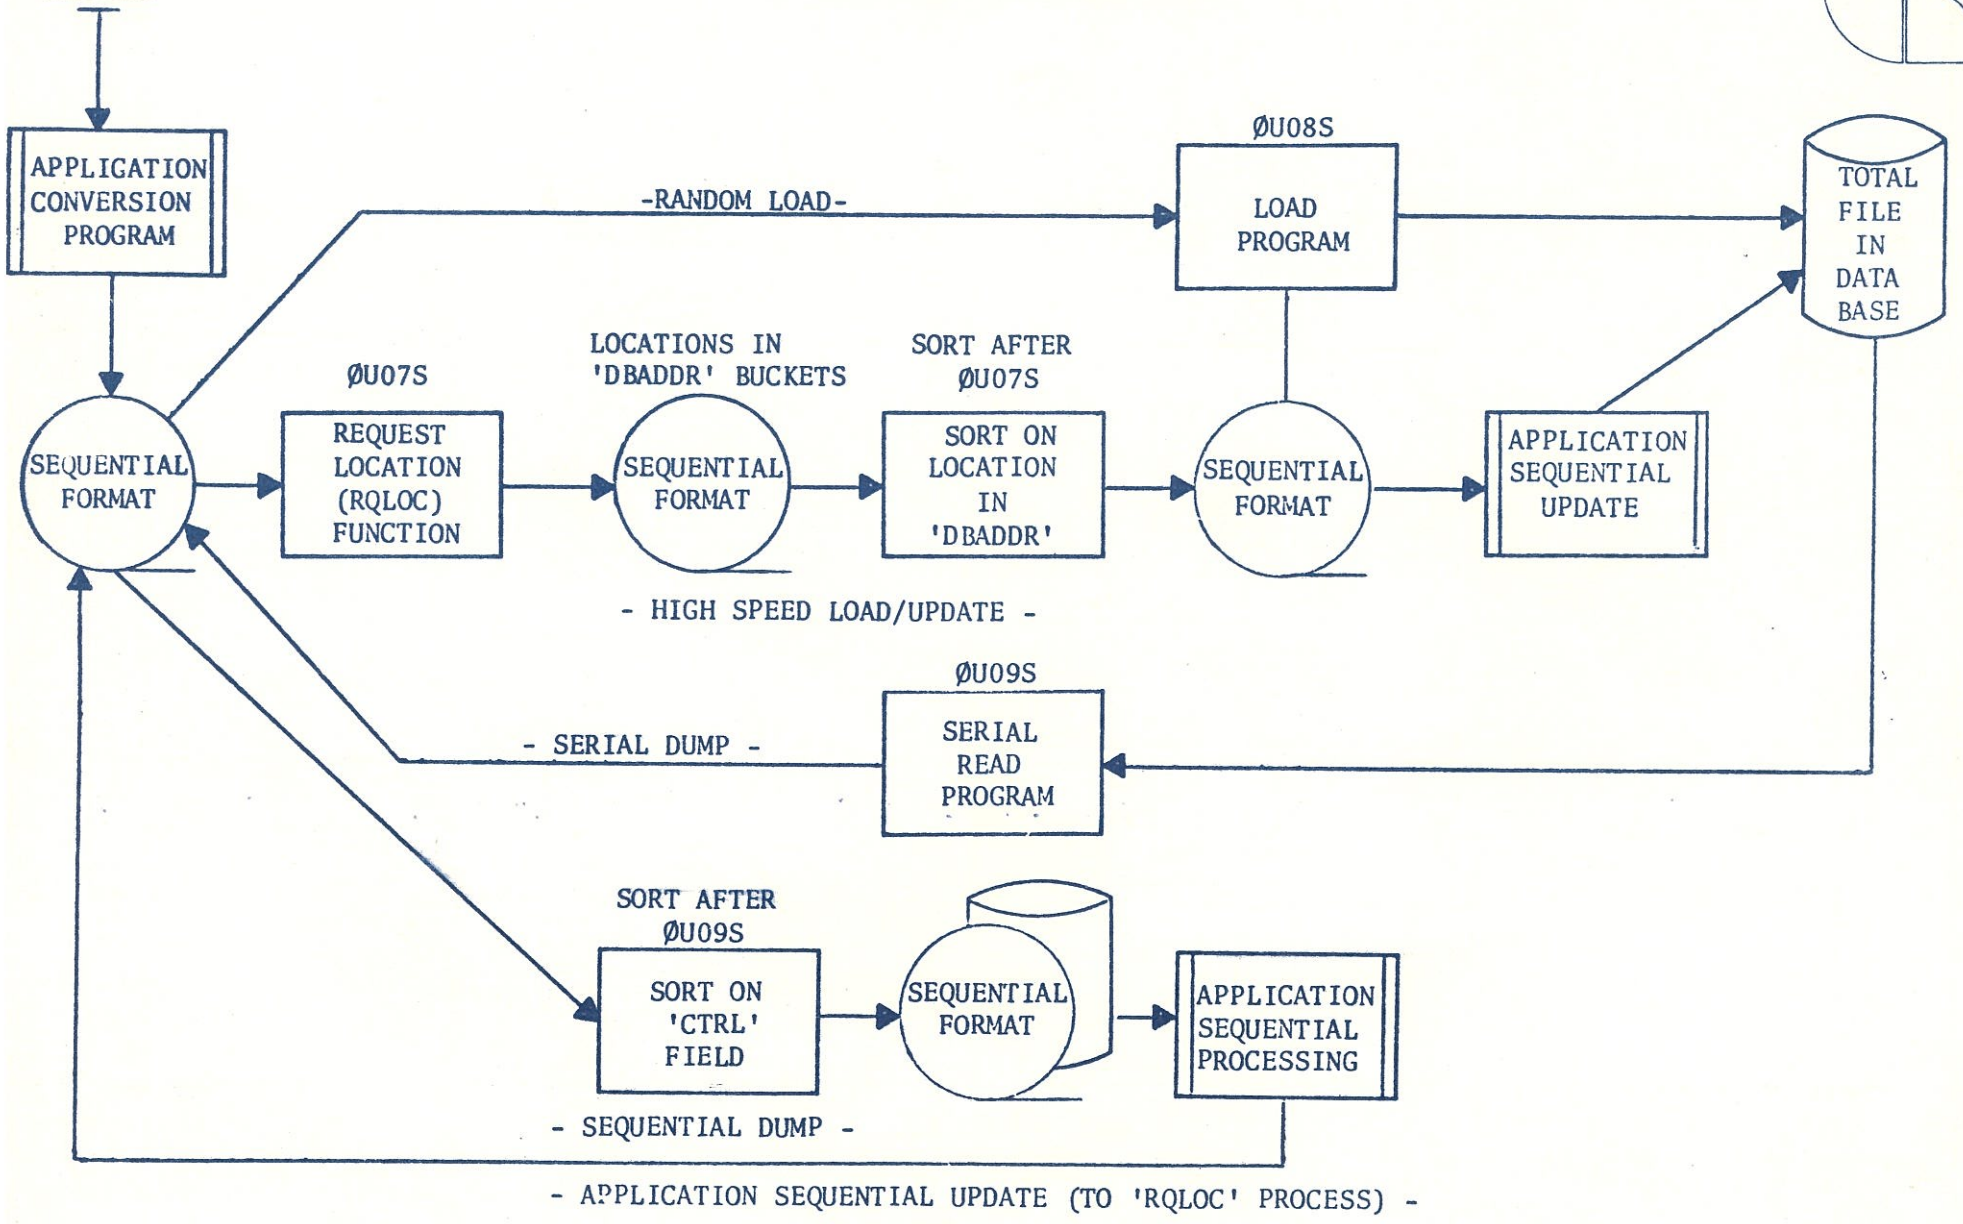 APPLIGATION
CONVERSION
PROGRAM
-RANDOM LOAD-
ØU08S
LOAD
PROGRAM
TOTAL
FILE
IN
DATA
BASE
SEQUENTIAL
FORMAT
ØU07S
REQUEST
LOCATION
(RQLOC)
FUNCTION
LOCATIONS IN
'DBADDR' BUCKETS
SEQUENTIAL
FORMAT
SORT AFTER
ØU07S
SORT ON
LOCATION
IN
'DBADDR'
SEQUENTIAL
FORMAT
APPLICATION
SEQUENTIAL
UPDATE
- HIGH SPEED LOAD/UPDATE -
ØU09S
SERIAL
READ
PROGRAM
- SERIAL DUMP -
SORT AFTER
ØU09S
SORT ON
'CTRL'
FIELD
SEQUENTIAL
FORMAT
APPLICATION
SEQUENTIAL
PROCESSING
- SEQUENTIAL DUMP -
- APPLICATION SEQUENTIAL UPDATE (TO 'RQLOC' PROCESS) -